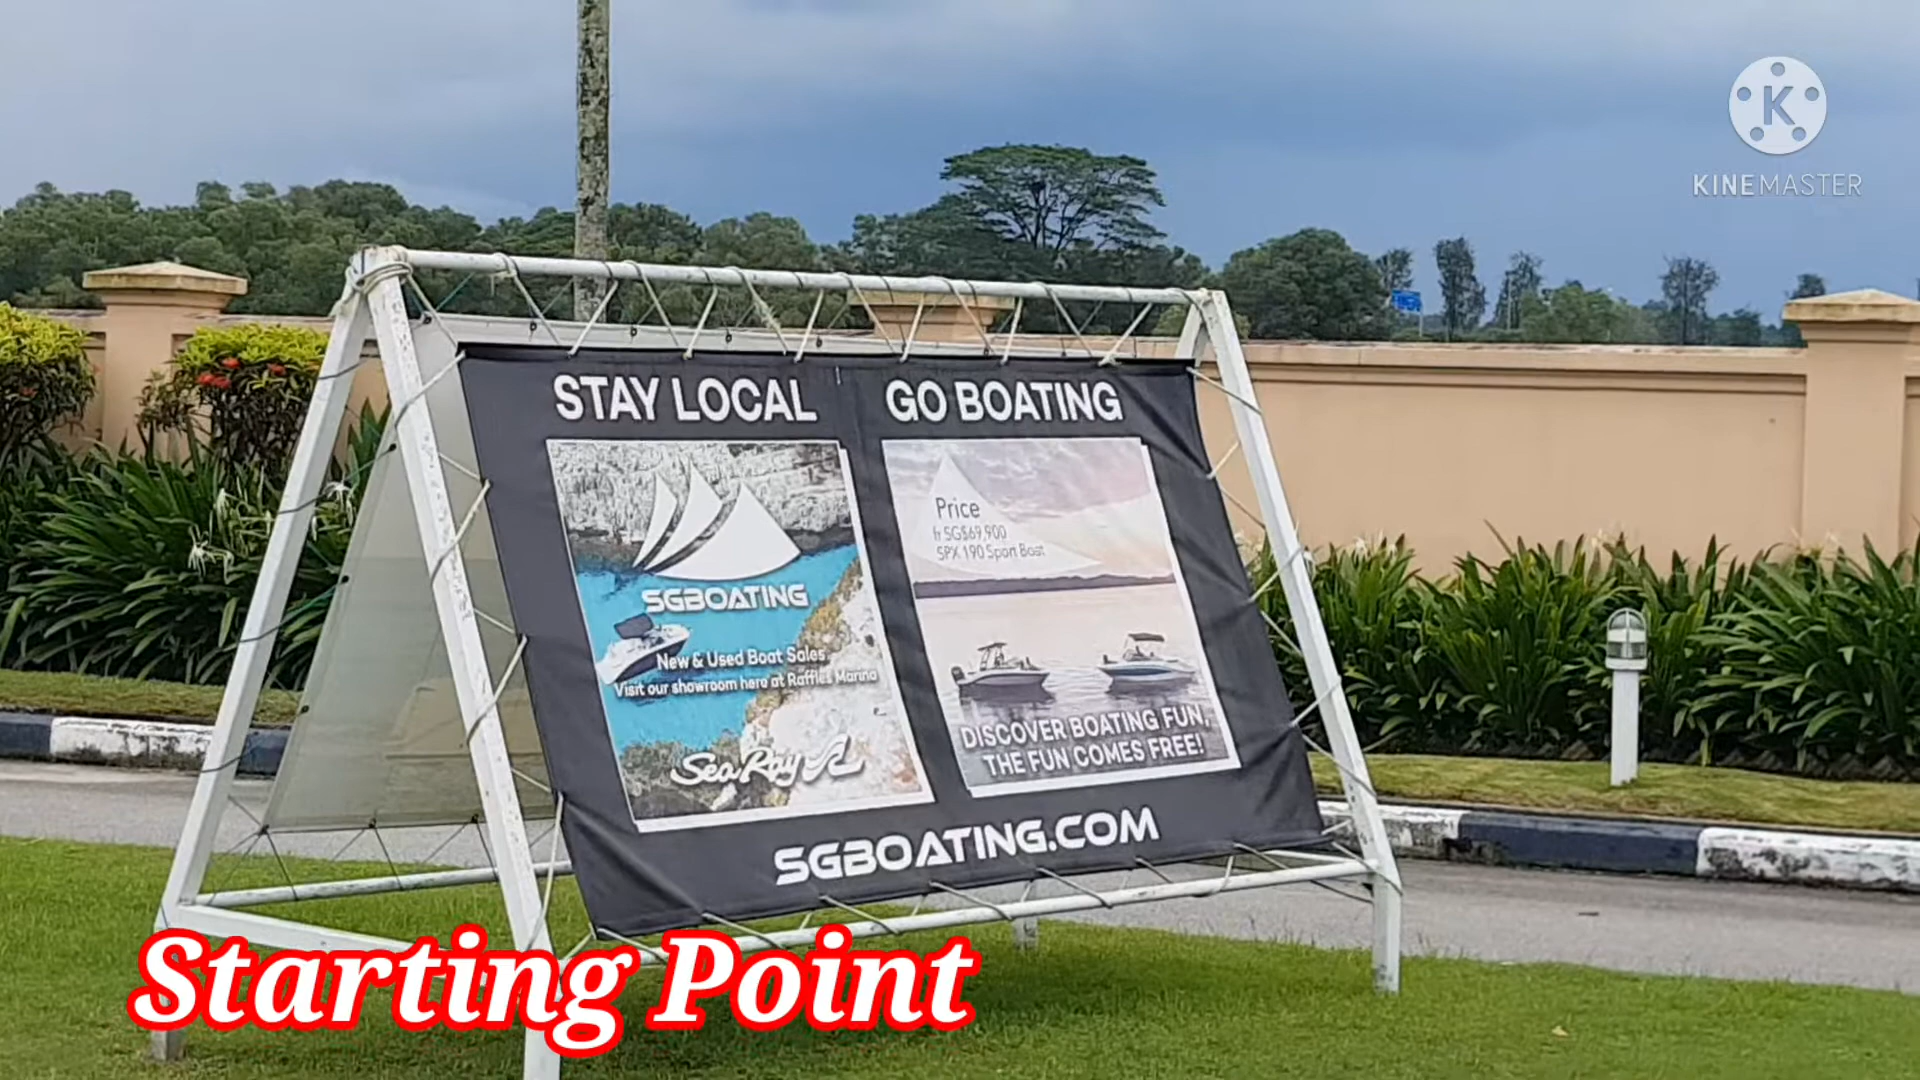 K
KINEMASTER
STAY LOCAL GO BOATING
SGBOATING
New & Used Boat Sales
Visit our showroom here at Raffles Marina
Sea Ray
Price
fr SG$69,900
SPX 190 Sport Boat
DISCOVER BOATING FUN,
THE FUN COMES FREE!
SGBOATING.COM
Starting Point